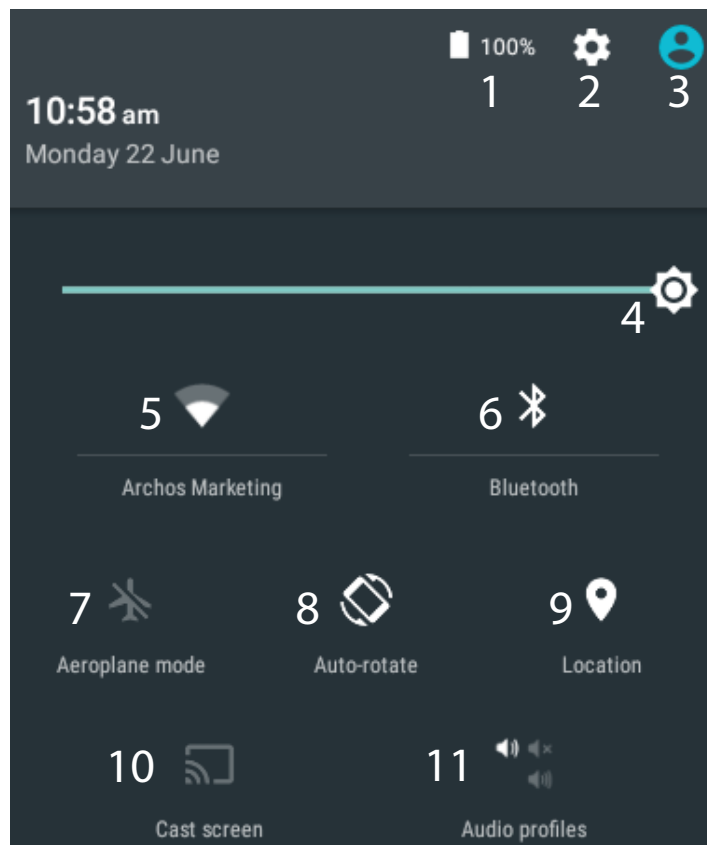 100%
1 2 3
10:58 am
Monday 22 June
4
5 6
Archos Marketing Bluetooth
7 8 9
Aeroplane mode Auto-rotate Location
10 11
Cast screen Audio profiles